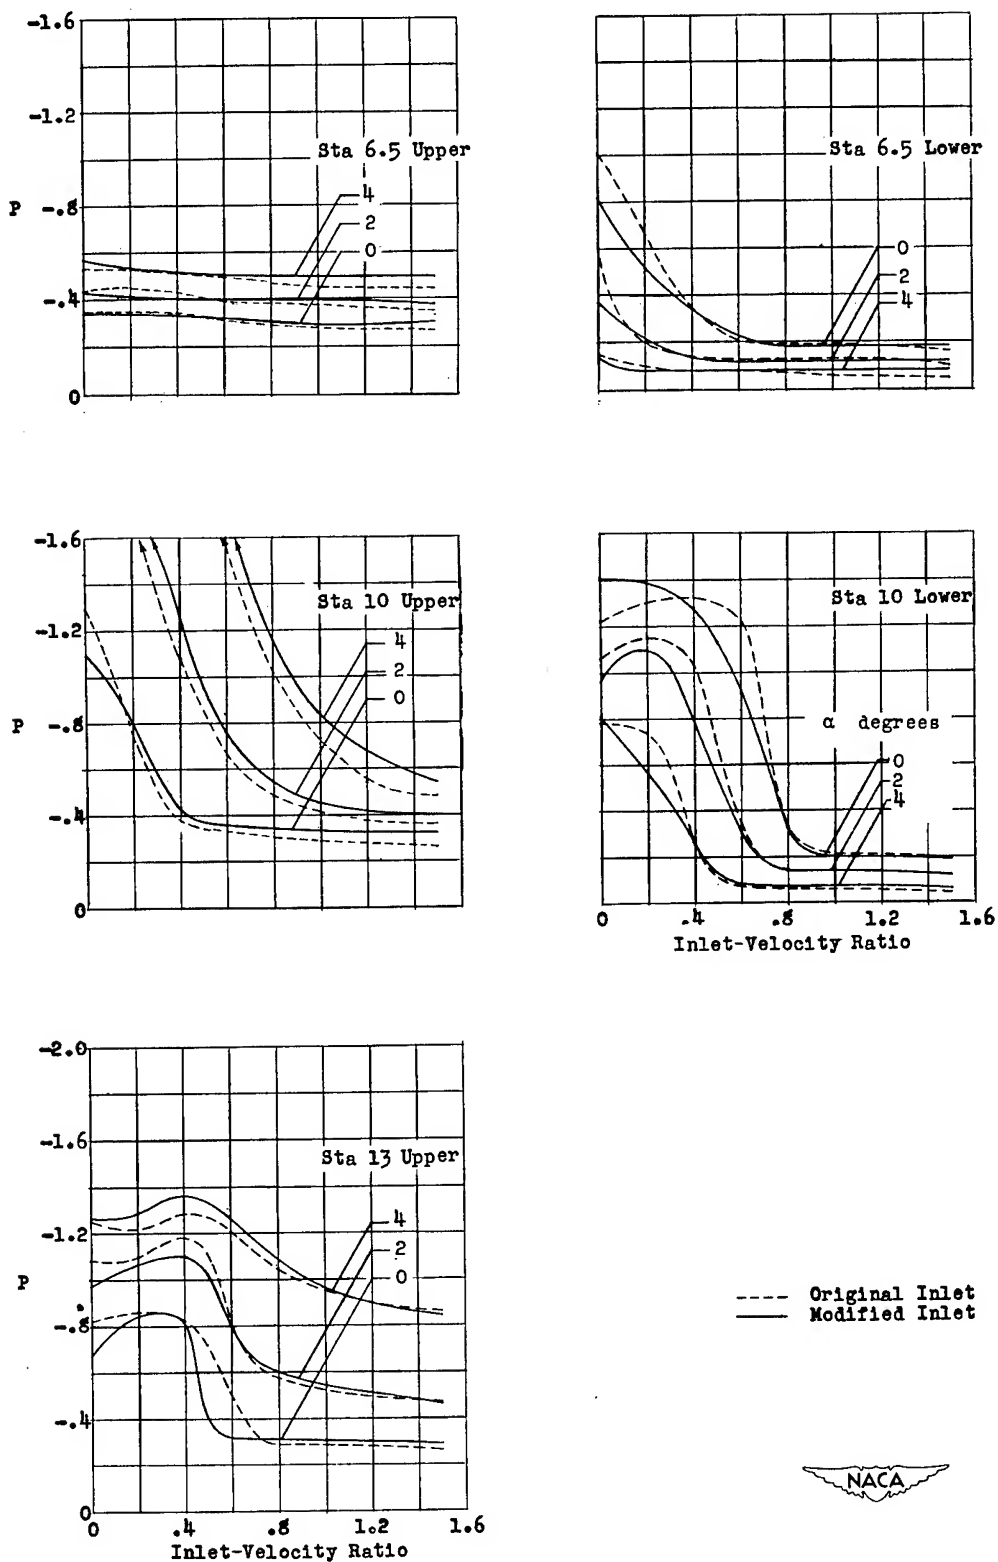 -1.6
-1.2
Sta 6.5 Upper
Sta 6.5 Lower
P
-.8
4
2
0
-.4
0
0
2
4
-1.6
-1.2
Sta 10 Upper
Sta 10 Lower
4
2
0
P
-.8
-.4
0
α degrees
0
2
4
0 .4 .8 1.2 1.6
Inlet-Velocity Ratio
-2.0
-1.6
Sta 13 Upper
-1.2
4
2
0
P
-.8
-.4
0
0 .4 .8 1.2 1.6
Inlet-Velocity Ratio
Original Inlet
Modified Inlet
NACA